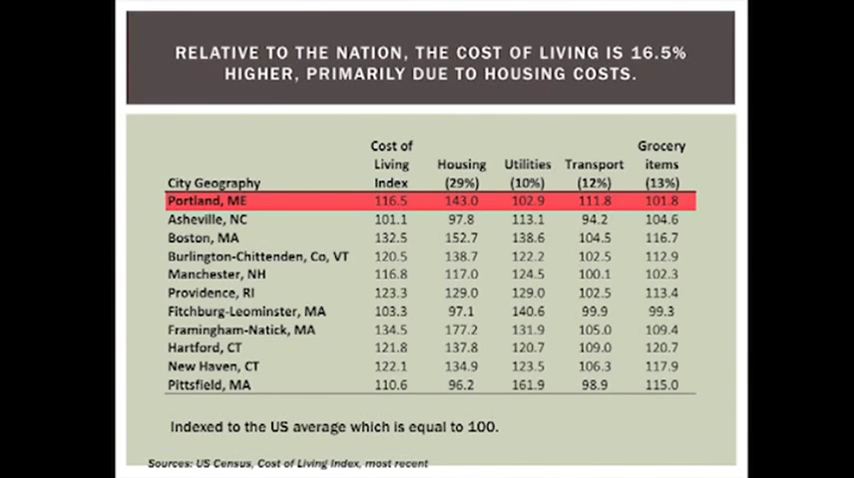 RELATIVE TO THE NATION, THE COST OF LIVING IS 16.5%
HIGHER, PRIMARILY DUE TO HOUSING COSTS.
Cost of Grocery
Living Housing Utilities Transport items
City Geography Index (29%) (10%) (12%) (13%)
Portland, ME 116.5 143.0 102.9 111.8 101.8
Asheville, NC 101.1 97.8 113.1 94.2 104.6
Boston, MA 132.5 152.7 138.6 104.5 116.7
Burlington-Chittenden, Co, VT 120.5 138.7 122.2 102.5 112.9
Manchester, NH 116.8 117.0 124.5 100.1 102.3
Providence, RI 123.3 129.0 129.0 102.5 113.4
Fitchburg-Leominster, MA 103.3 97.1 140.6 99.9 99.3
Framingham-Natick, MA 134.5 177.2 131.9 105.0 109.4
Hartford, CT 121.8 137.8 120.7 109.0 120.7
New Haven, CT 122.1 134.9 123.5 106.3 117.9
Pittsfield, MA 110.6 96.2 161.9 98.9 115.0
Indexed to the US average which is equal to 100.
Sources: US Census, Cost of Living Index, most recent